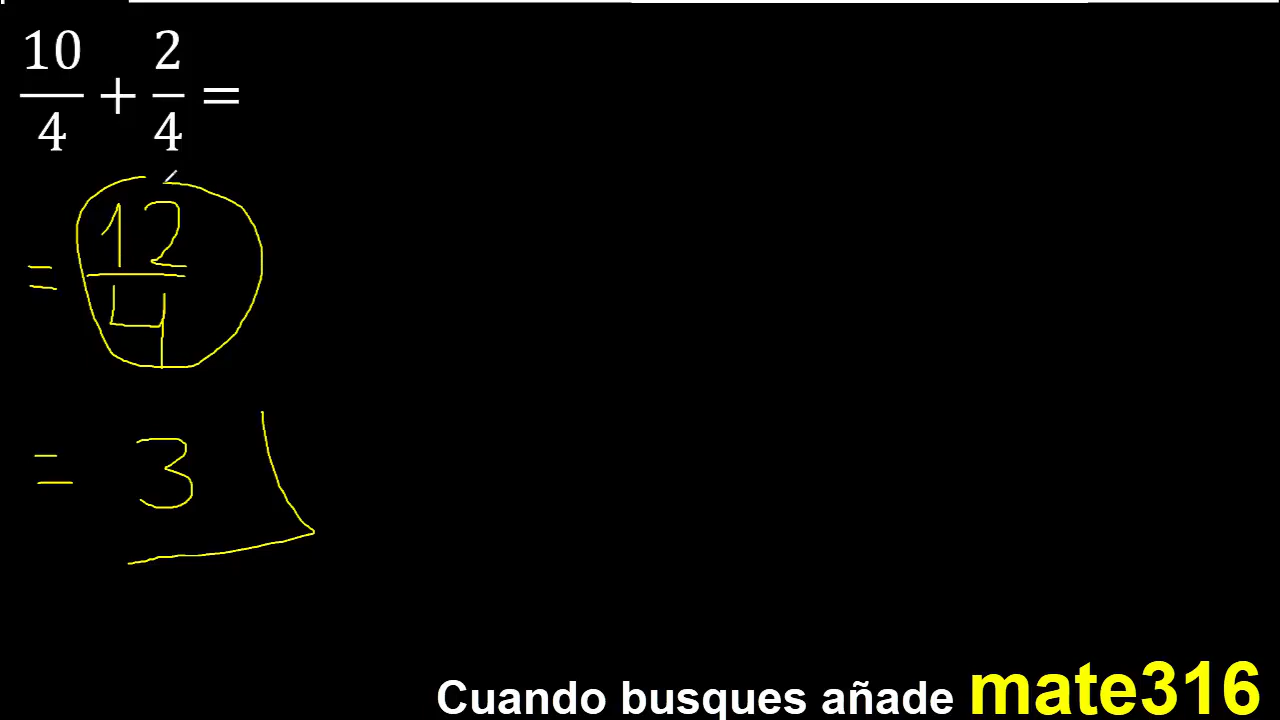 10/4 + 2/4 =
= 12/4
= 3
Cuando busques añade mate316